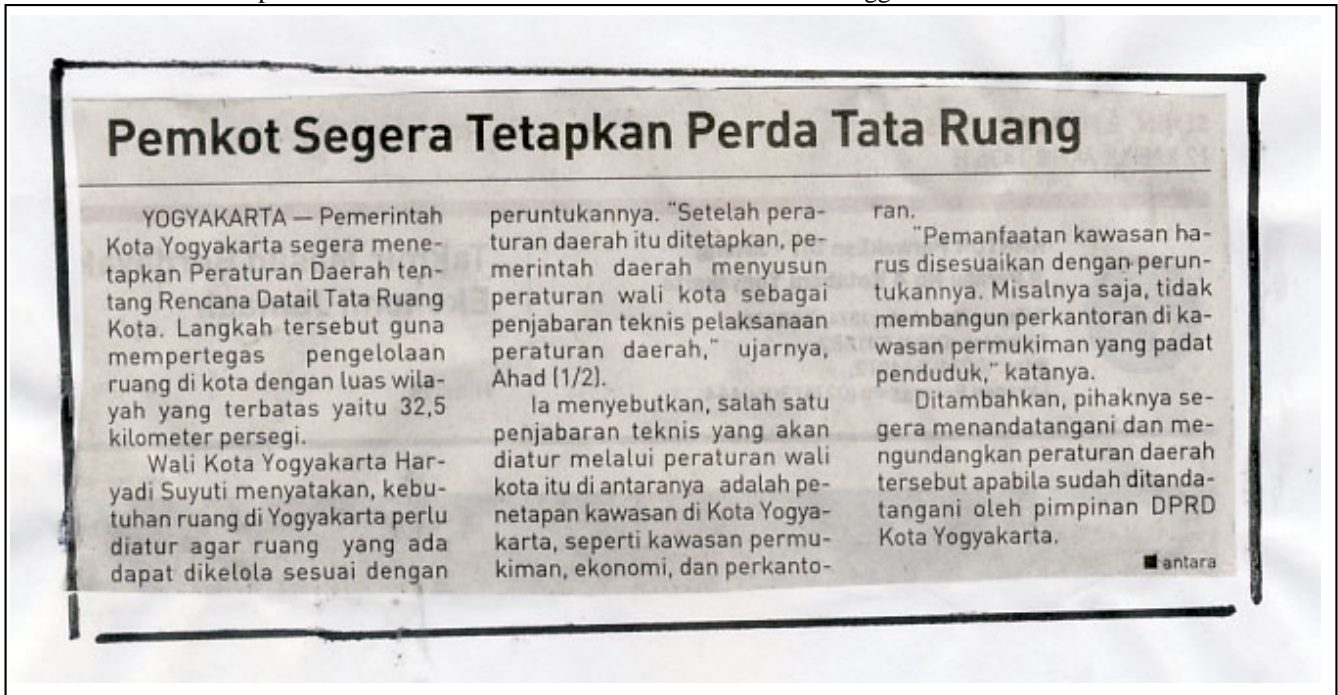 Pemkot Segera Tetapkan Perda Tata Ruang
YOGYAKARTA — Pemerintah
Kota Yogyakarta segera mene-
tapkan Peraturan Daerah ten-
tang Rencana Datail Tata Ruang
Kota. Langkah tersebut guna
mempertegas pengelolaan
ruang di kota dengan luas wila-
yah yang terbatas yaitu 32,5
kilometer persegi.
Wali Kota Yogyakarta Har-
yadi Suyuti menyatakan, kebu-
tuhan ruang di Yogyakarta perlu
diatur agar ruang yang ada
dapat dikelola sesuai dengan
peruntukannya. "Setelah pera-
turan daerah itu ditetapkan, pe-
merintah daerah menyusun
peraturan wali kota sebagai
penjabaran teknis pelaksanaan
peraturan daerah," ujarnya,
Ahad (1/2).
Ia menyebutkan, salah satu
penjabaran teknis yang akan
diatur melalui peraturan wali
kota itu di antaranya adalah pe-
netapan kawasan di Kota Yogya-
karta, seperti kawasan permu-
kiman, ekonomi, dan perkanto-
ran.
"Pemanfaatan kawasan ha-
rus disesuaikan dengan perun-
tukannya. Misalnya saja, tidak
membangun perkantoran di ka-
wasan permukiman yang padat
penduduk," katanya.
Ditambahkan, pihaknya se-
gera menandatangani dan me-
ngundangkan peraturan daerah
tersebut apabila sudah ditanda-
tangani oleh pimpinan DPRD
Kota Yogyakarta.
■ antara